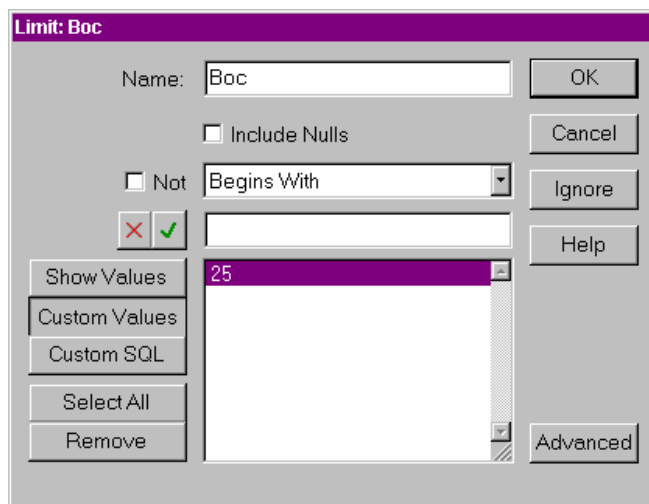 Limit: Boc
Name: Boc OK
Include Nulls Cancel
Not Begins With Ignore
Help
Show Values 25
Custom Values
Custom SQL
Select All
Remove Advanced